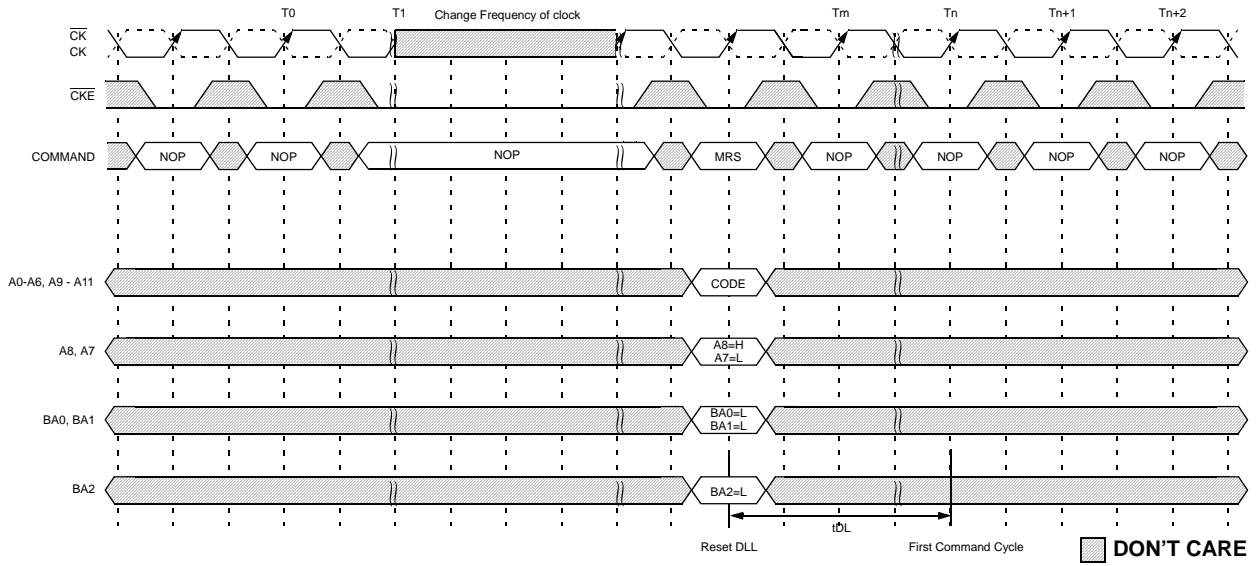 T0 T1 Change Frequency of clock Tm Tn Tn+1 Tn+2
CK
CK
CKE
COMMAND NOP NOP NOP MRS NOP NOP NOP NOP
A0-A6, A9 - A11 CODE
A8, A7 A8=H
A7=L
BA0, BA1 BA0=L
BA1=L
BA2 BA2=L
tDL
Reset DLL First Command Cycle DON'T CARE